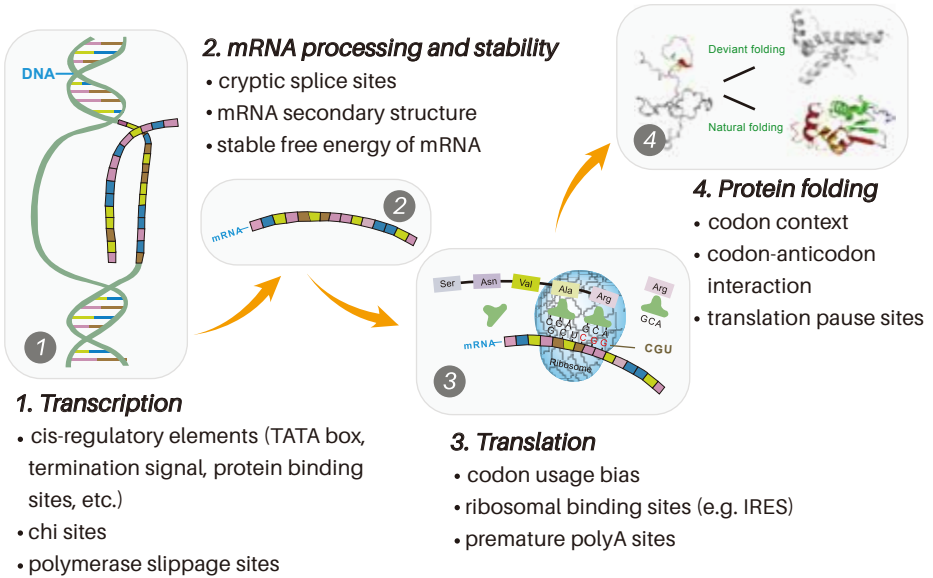 DNA
1
1. Transcription
• cis-regulatory elements (TATA box,
termination signal, protein binding
sites, etc.)
• chi sites
• polymerase slippage sites
2. mRNA processing and stability
• cryptic splice sites
• mRNA secondary structure
• stable free energy of mRNA
mRNA
2
Ser
Asn
Val
Ala
Arg
Arg
GCA
CGA
GCA
GCU
CGG
CGU
mRNA
Ribosome
3
3. Translation
• codon usage bias
• ribosomal binding sites (e.g. IRES)
• premature polyA sites
Deviant folding
Natural folding
4
4. Protein folding
• codon context
• codon-anticodon
interaction
• translation pause sites